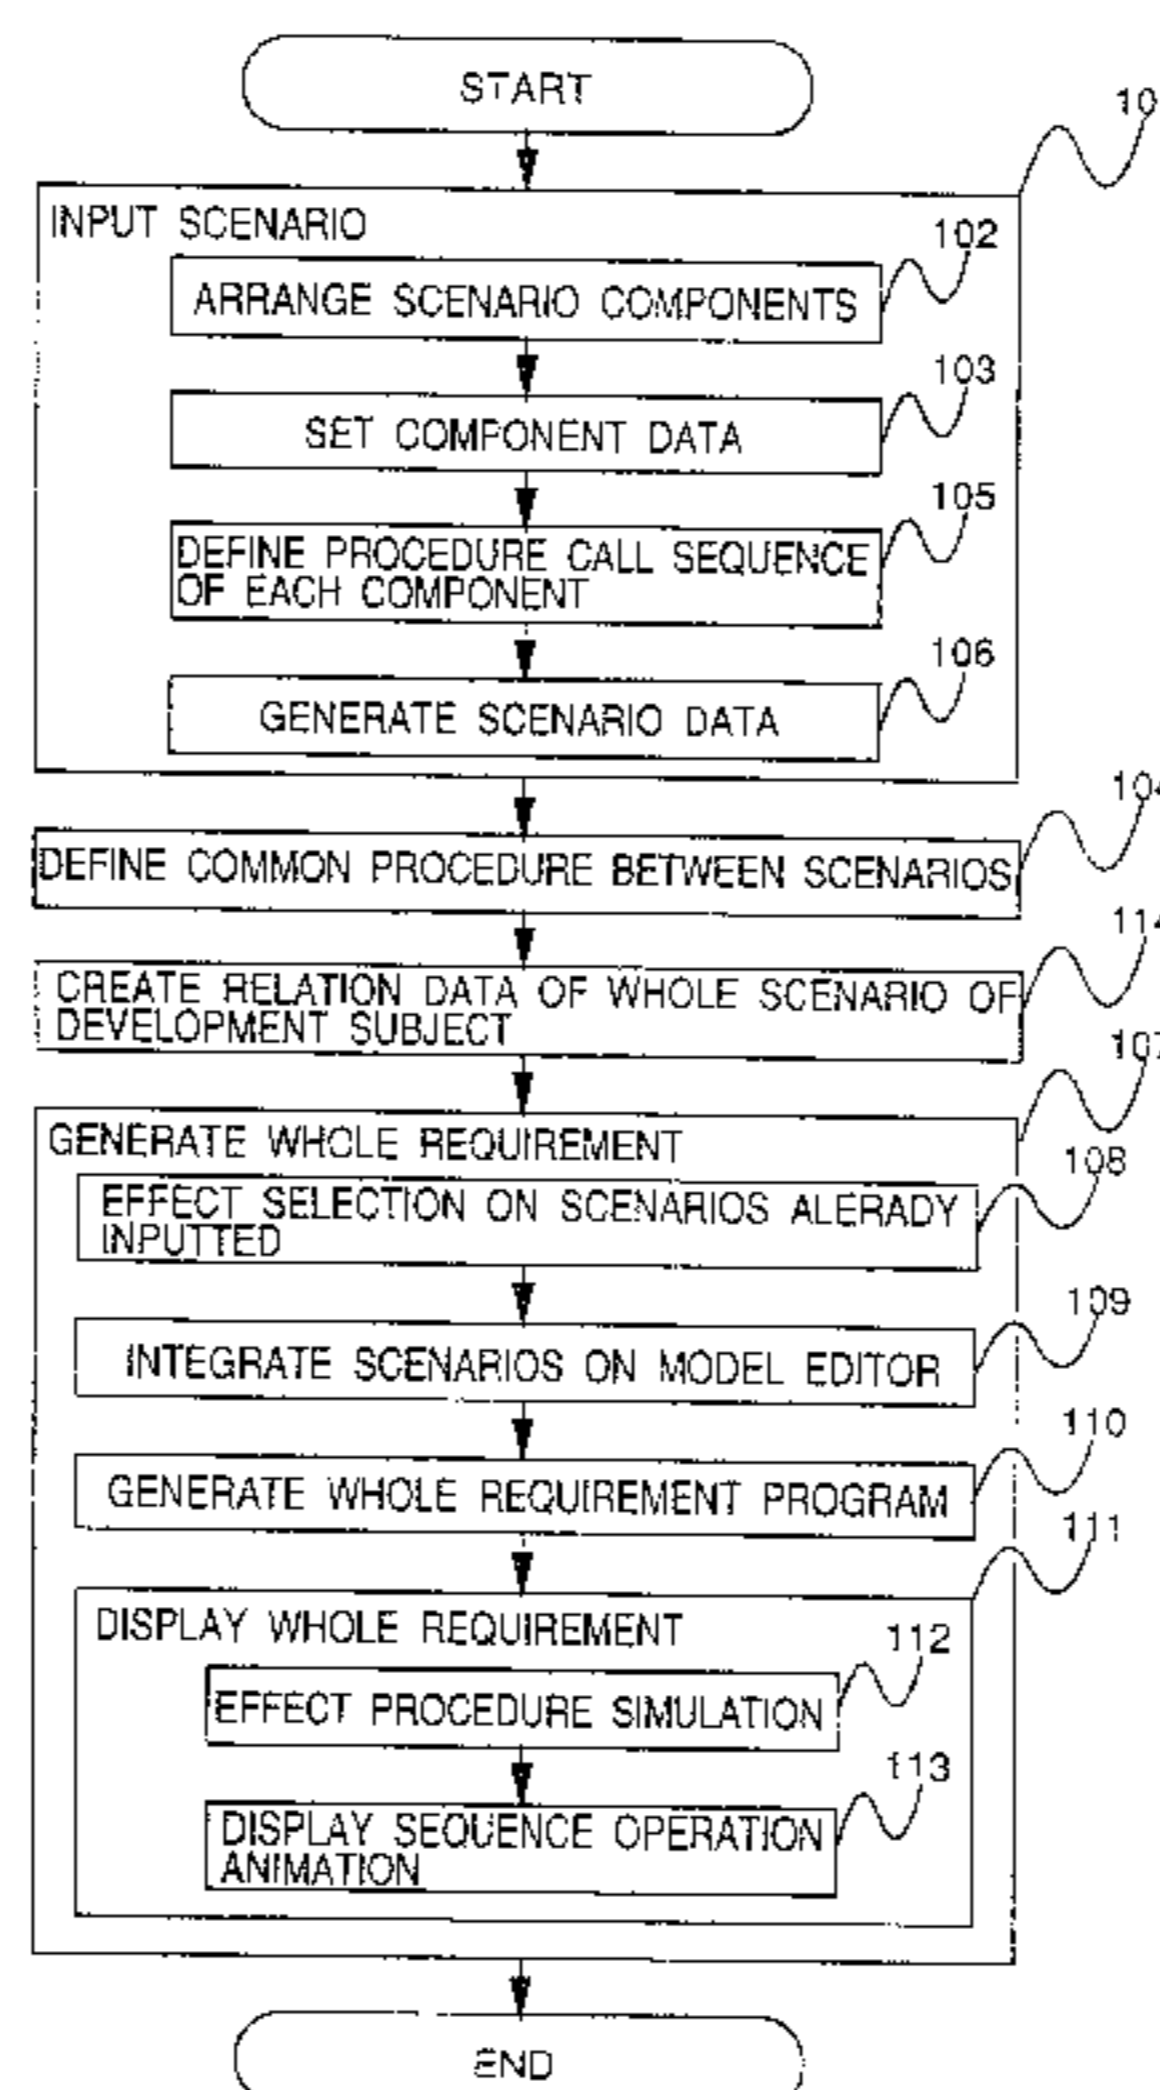 START
10
INPUT SCENARIO
102
ARRANGE SCENARIO COMPONENTS
103
SET COMPONENT DATA
105
DEFINE PROCEDURE CALL SEQUENCE
OF EACH COMPONENT
106
GENERATE SCENARIO DATA
104
DEFINE COMMON PROCEDURE BETWEEN SCENARIOS
114
CREATE RELATION DATA OF WHOLE SCENARIO OF
DEVELOPMENT SUBJECT
107
GENERATE WHOLE REQUIREMENT
108
EFFECT SELECTION ON SCENARIOS ALERADY
INPUTTED
109
INTEGRATE SCENARIOS ON MODEL EDITOR
110
GENERATE WHOLE REQUIREMENT PROGRAM
111
DISPLAY WHOLE REQUIREMENT
112
EFFECT PROCEDURE SIMULATION
113
DISPLAY SEQUENCE OPERATION
ANIMATION
END